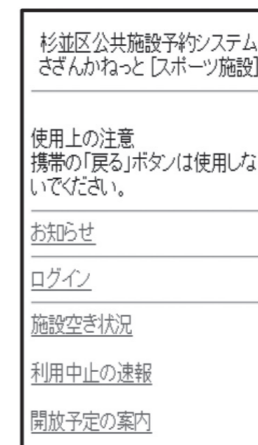 杉並区公共施設予約システム
さざんかねっと [スポーツ施設]
使用上の注意
携帯の「戻る」ボタンは使用しな
いでください。
お知らせ
ログイン
施設空き状況
利用中止の速報
開放予定の案内